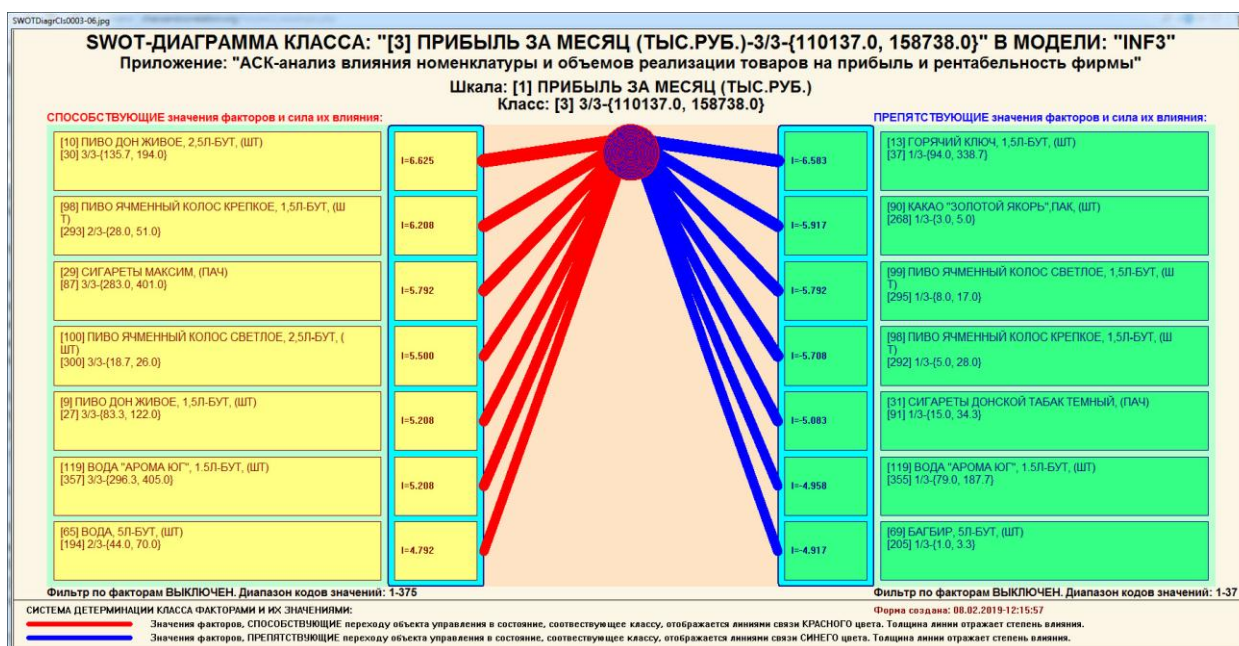 SWOTDiagrCls0003-06.jpg
SWOT-ДИАГРАММА КЛАССА: "[3] ПРИБЫЛЬ ЗА МЕСЯЦ (ТЫС.РУБ.)-3/3-{110137.0, 158738.0}" В МОДЕЛИ: "INF3"
Приложение: "АСК-анализ влияния номенклатуры и объемов реализации товаров на прибыль и рентабельность фирмы"
Шкала: [1] ПРИБЫЛЬ ЗА МЕСЯЦ (ТЫС.РУБ.)
Класс: [3] 3/3-{110137.0, 158738.0}
СПОСОБСТВУЮЩИЕ значения факторов и сила их влияния:
[10] ПИВО ДОН ЖИВОЕ, 2,5Л-БУТ, (ШТ)
[30] 3/3-{135.7, 194.0}
I=6.625
[98] ПИВО ЯЧМЕННЫЙ КОЛОС КРЕПКОЕ, 1,5Л-БУТ, (Ш
Т)
[293] 2/3-{28.0, 51.0}
I=6.208
[29] СИГАРЕТЫ МАКСИМ, (ПАЧ)
[87] 3/3-{283.0, 401.0}
I=5.792
[100] ПИВО ЯЧМЕННЫЙ КОЛОС СВЕТЛОЕ, 2,5Л-БУТ, (
ШТ)
[300] 3/3-{18.7, 26.0}
I=5.500
[9] ПИВО ДОН ЖИВОЕ, 1,5Л-БУТ, (ШТ)
[27] 3/3-{83.3, 122.0}
I=5.208
[119] ВОДА "АРОМА ЮГ", 1.5Л-БУТ, (ШТ)
[357] 3/3-{296.3, 405.0}
I=5.208
[65] ВОДА, 5Л-БУТ, (ШТ)
[194] 2/3-{44.0, 70.0}
I=4.792
Фильтр по факторам ВЫКЛЮЧЕН. Диапазон кодов значений: 1-375
ПРЕПЯТСТВУЮЩИЕ значения факторов и сила их влияния:
I=-6.583
[13] ГОРЯЧИЙ КЛЮЧ, 1,5Л-БУТ, (ШТ)
[37] 1/3-{94.0, 338.7}
I=-5.917
[90] КАКАО "ЗОЛОТОЙ ЯКОРЬ",ПАК, (ШТ)
[268] 1/3-{3.0, 5.0}
I=-5.792
[99] ПИВО ЯЧМЕННЫЙ КОЛОС СВЕТЛОЕ, 1,5Л-БУТ, (Ш
Т)
[295] 1/3-{8.0, 17.0}
I=-5.708
[98] ПИВО ЯЧМЕННЫЙ КОЛОС КРЕПКОЕ, 1,5Л-БУТ, (Ш
Т)
[292] 1/3-{5.0, 28.0}
I=-5.083
[31] СИГАРЕТЫ ДОНСКОЙ ТАБАК ТЕМНЫЙ, (ПАЧ)
[91] 1/3-{15.0, 34.3}
I=-4.958
[119] ВОДА "АРОМА ЮГ", 1.5Л-БУТ, (ШТ)
[355] 1/3-{79.0, 187.7}
I=-4.917
[69] БАГБИР, 5Л-БУТ, (ШТ)
[205] 1/3-{1.0, 3.3}
Фильтр по факторам ВЫКЛЮЧЕН. Диапазон кодов значений: 1-37
СИСТЕМА ДЕТЕРМИНАЦИИ КЛАССА ФАКТОРАМИ И ИХ ЗНАЧЕНИЯМИ:
Форма создана: 08.02.2019-12:15:57
Значения факторов, СПОСОБСТВУЮЩИЕ переходу объекта управления в состояние, соотвествующее классу, отображается линиями связи КРАСНОГО цвета. Толщина линии отражает степень влияния.
Значения факторов, ПРЕПЯТСТВУЮЩИЕ переходу объекта управления в состояние, соотвествующее классу, отображается линиями связи СИНЕГО цвета. Толщина линии отражает степень влияния.